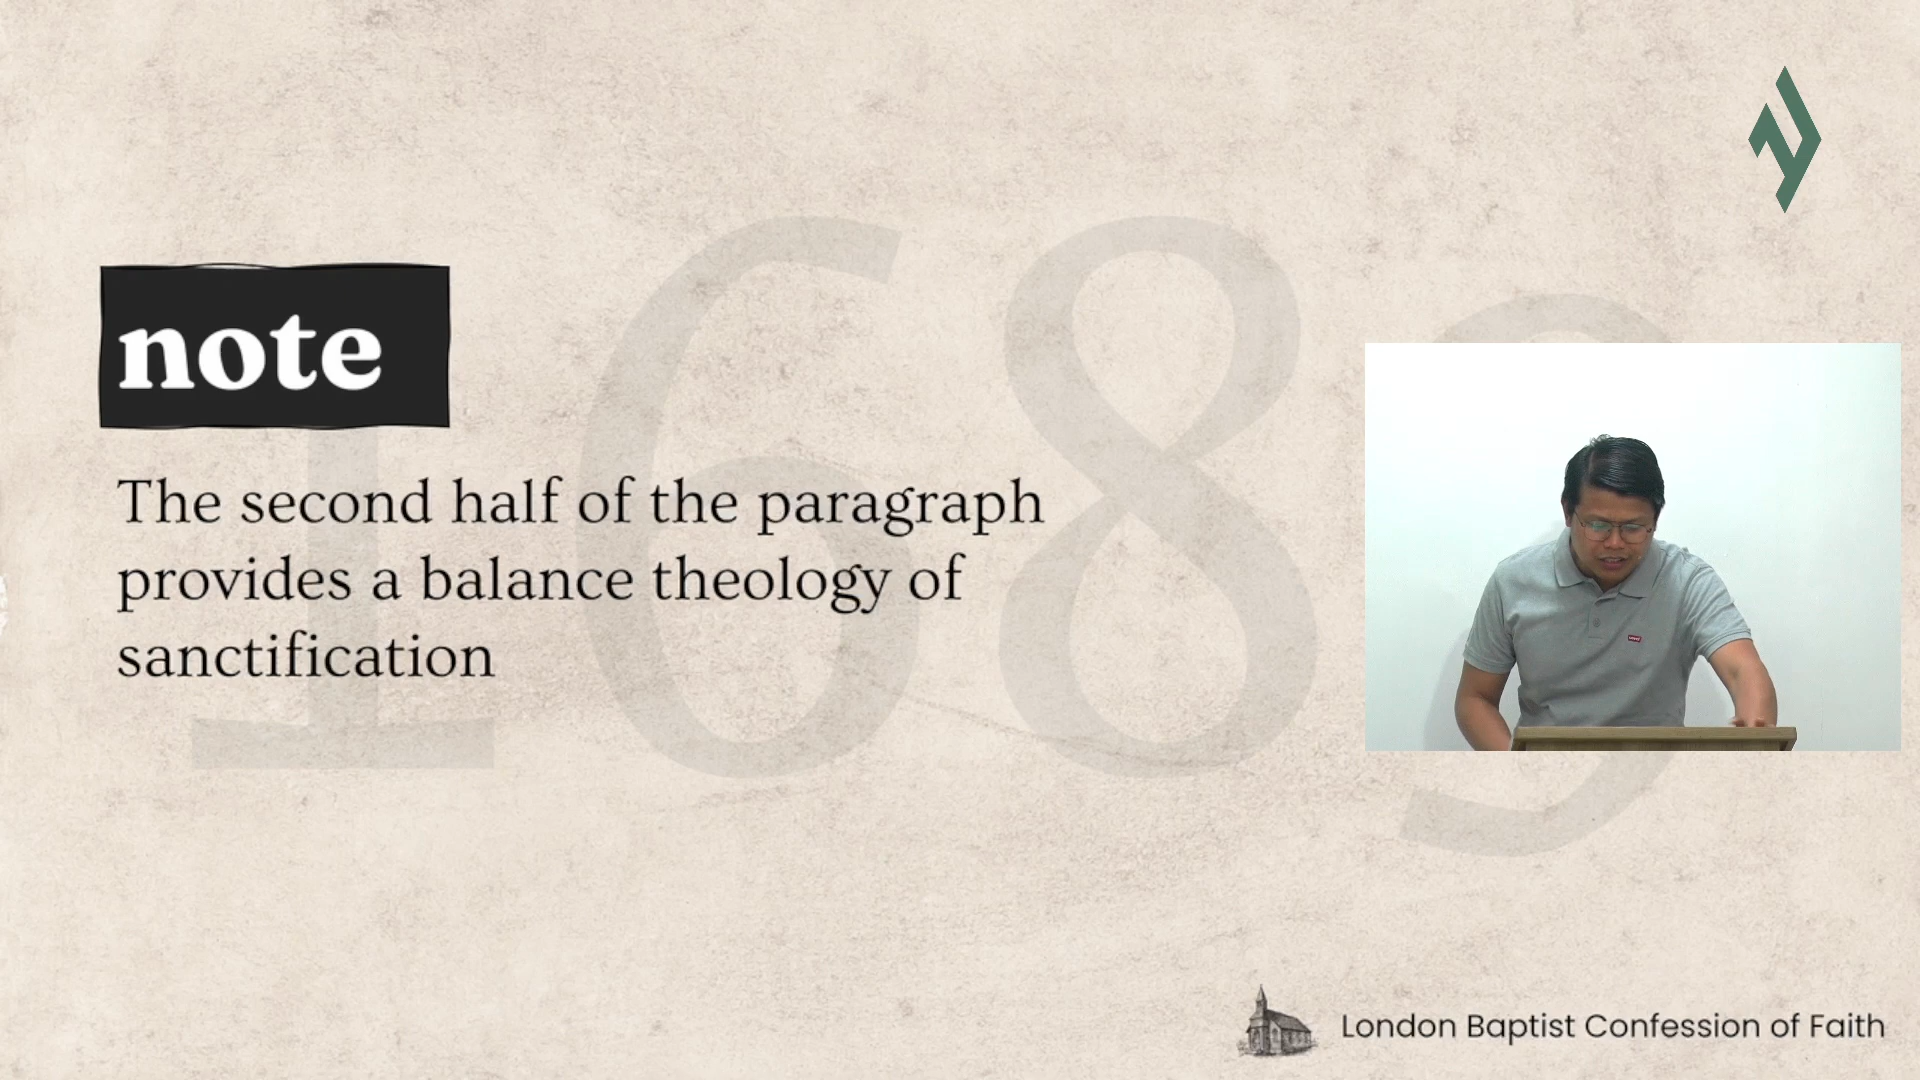 1689
note
The second half of the paragraph
provides a balance theology of
sanctification
London Baptist Confession of Faith